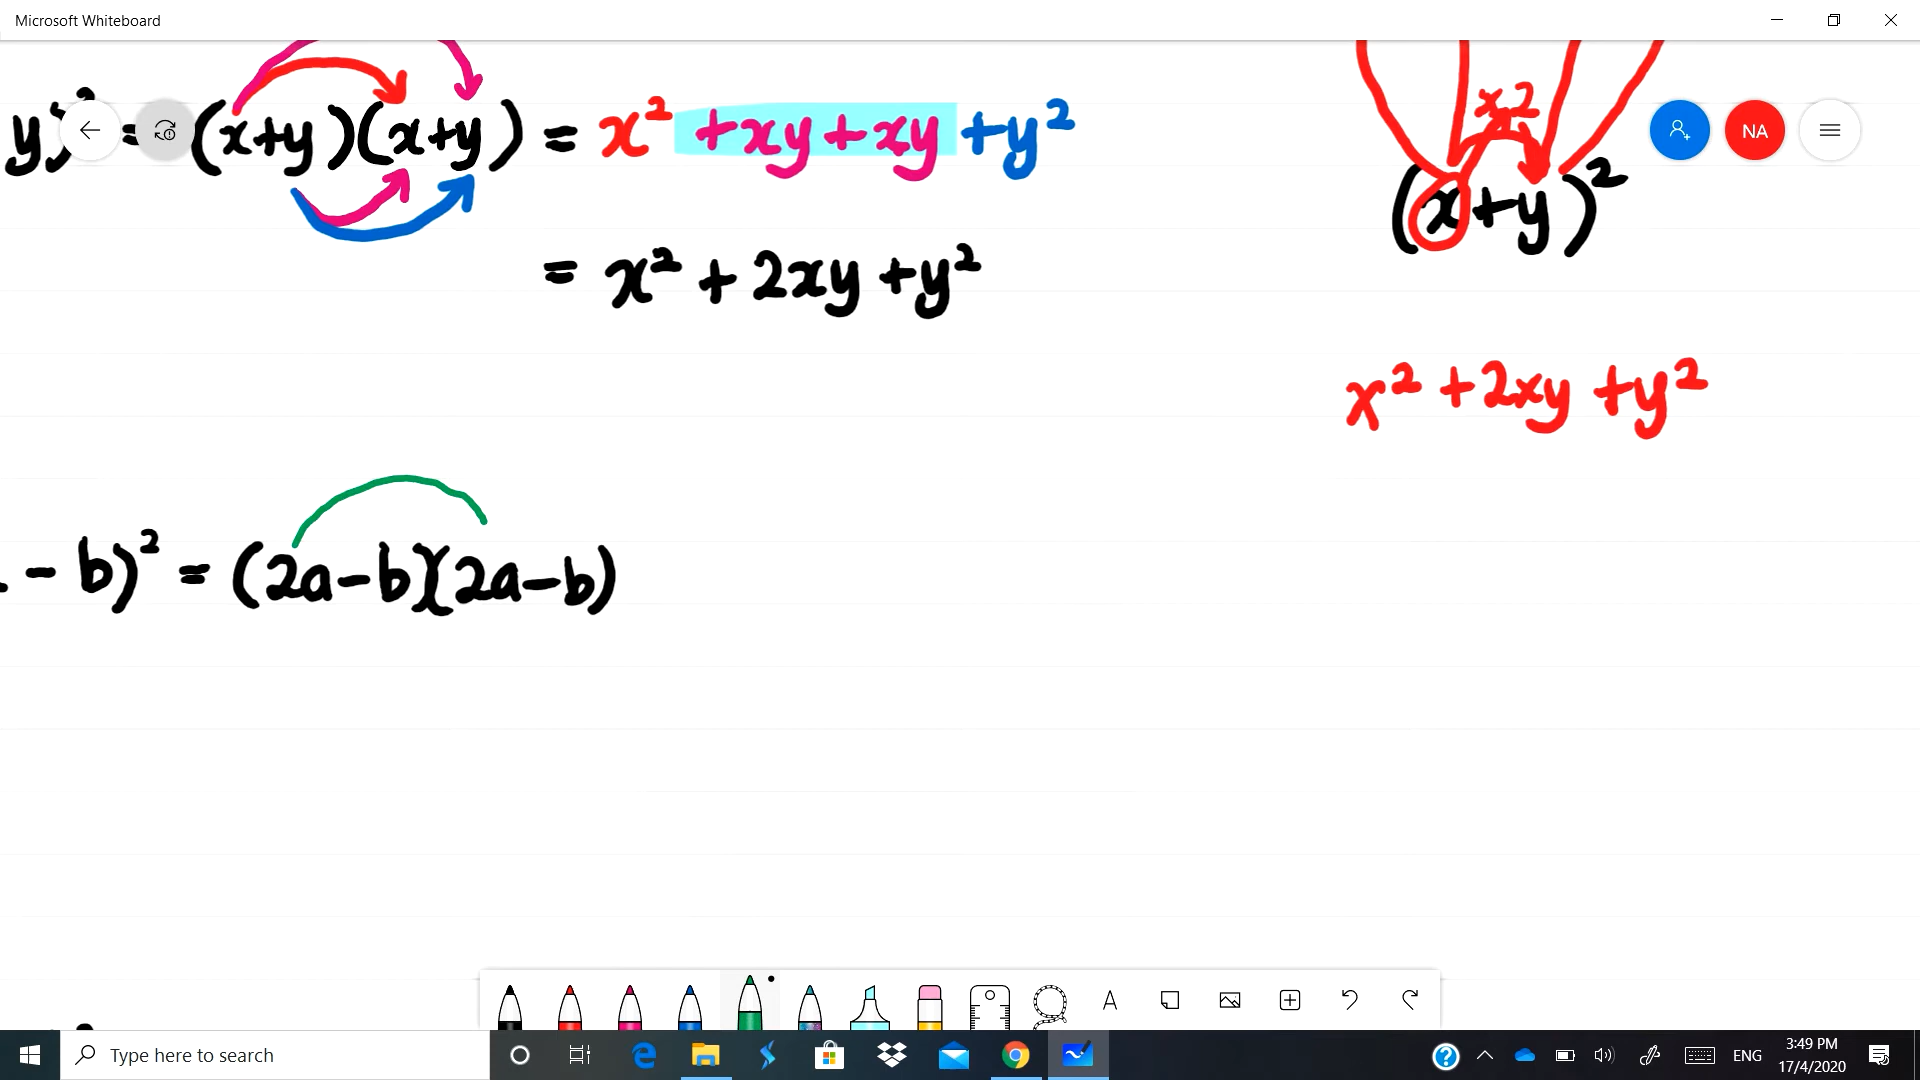 Microsoft Whiteboard
y)² = (x+y)(x+y) = x² +xy+xy +y²
= x² + 2xy +y²
x2
(x+y)²
NA
x² +2xy +y²
- b)² = (2a-b)(2a-b)
A
Type here to search
ENG
3:49 PM
17/4/2020